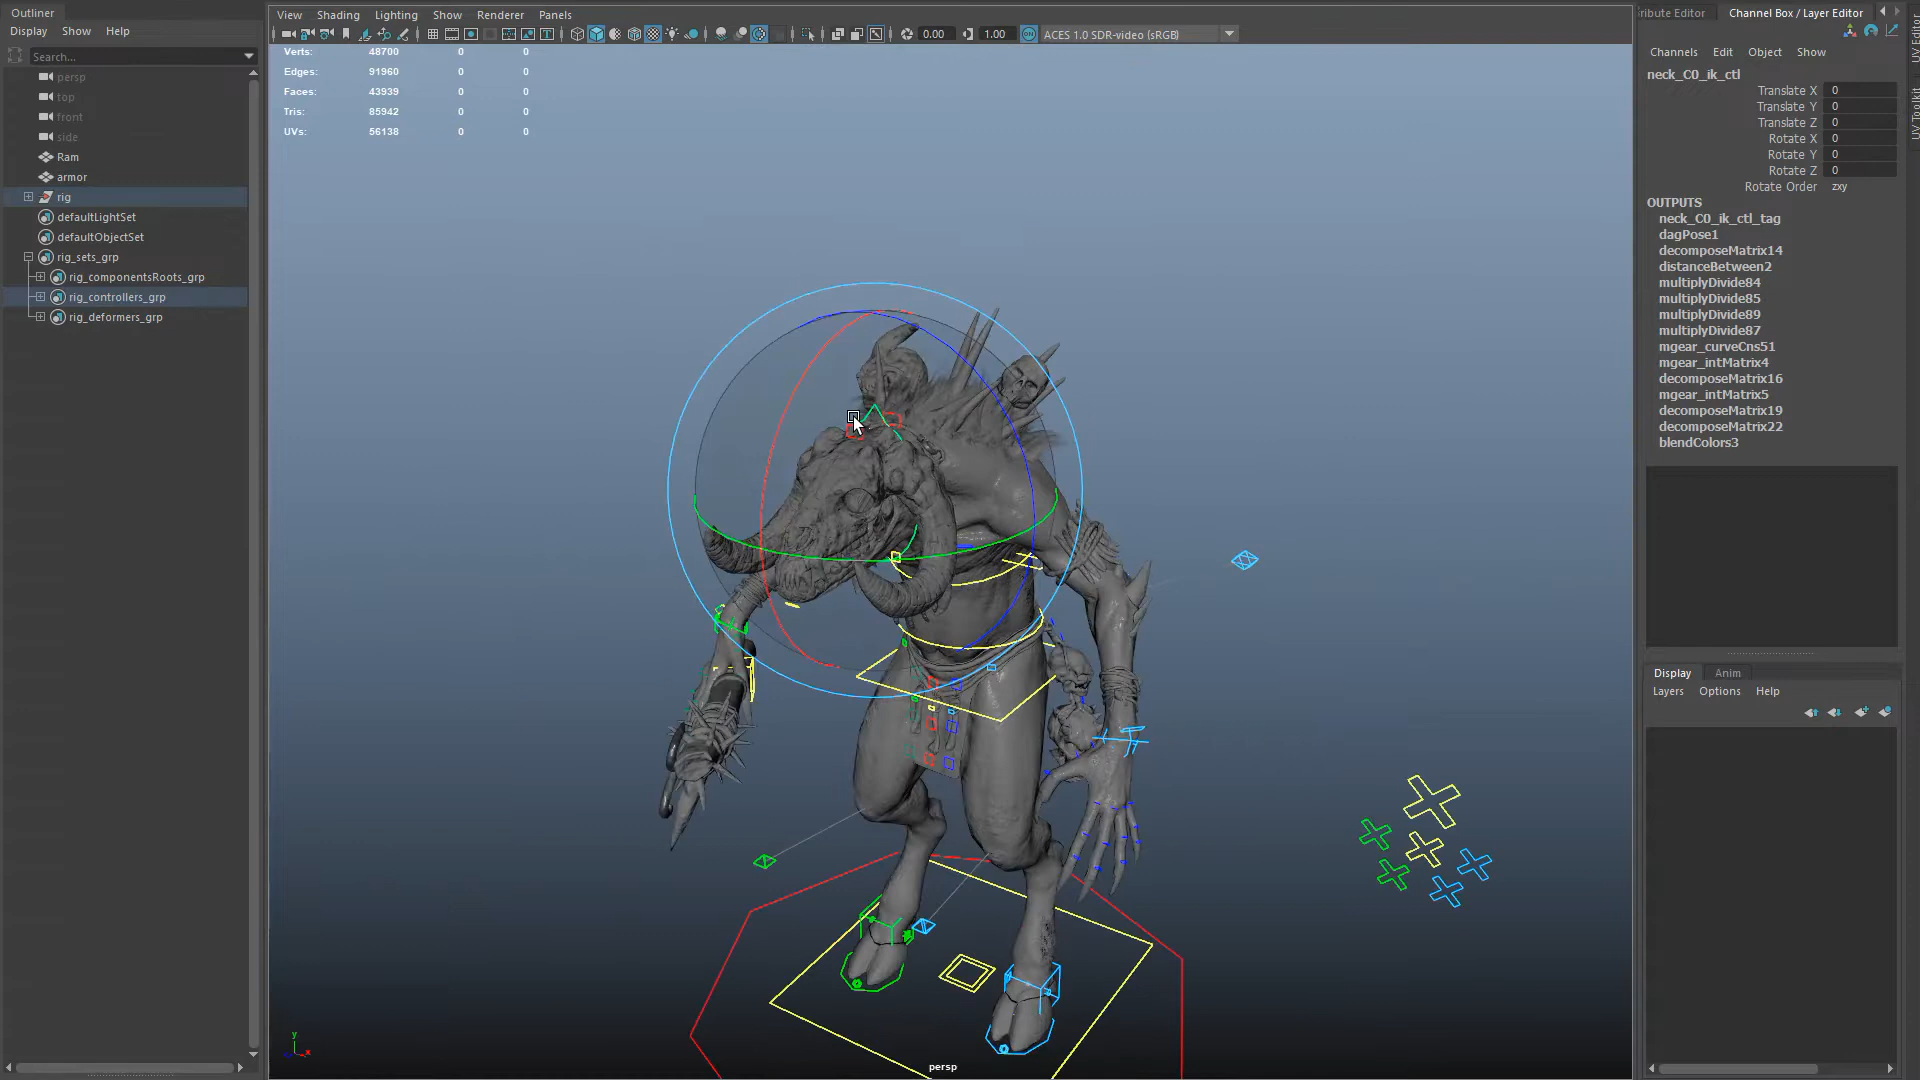 Outliner
Display Show Help
Search...
persp
top
front
side
Ram
armor
rig
defaultLightSet
defaultObjectSet
rig_sets_grp
rig_componentsRoots_grp
rig_controllers_grp
rig_deformers_grp
View Shading Lighting Show Renderer Panels
0.00 1.00 ACES 1.0 SDR-video (sRGB)
Verts: 48700 0 0
Edges: 91960 0 0
Faces: 43939 0 0
Tris: 85942 0 0
UVs: 56138 0 0
y
x
persp
ribute Editor Channel Box / Layer Editor
Channels Edit Object Show
neck_C0_ik_ctl
Translate X 0
Translate Y 0
Translate Z 0
Rotate X 0
Rotate Y 0
Rotate Z 0
Rotate Order zxy
OUTPUTS
neck_C0_ik_ctl_tag
dagPose1
decomposeMatrix14
distanceBetween2
multiplyDivide84
multiplyDivide85
multiplyDivide89
multiplyDivide87
mgear_curveCns51
mgear_intMatrix4
decomposeMatrix16
mgear_intMatrix5
decomposeMatrix19
decomposeMatrix22
blendColors3
Display Anim
Layers Options Help
UV Editor
UV Toolkit